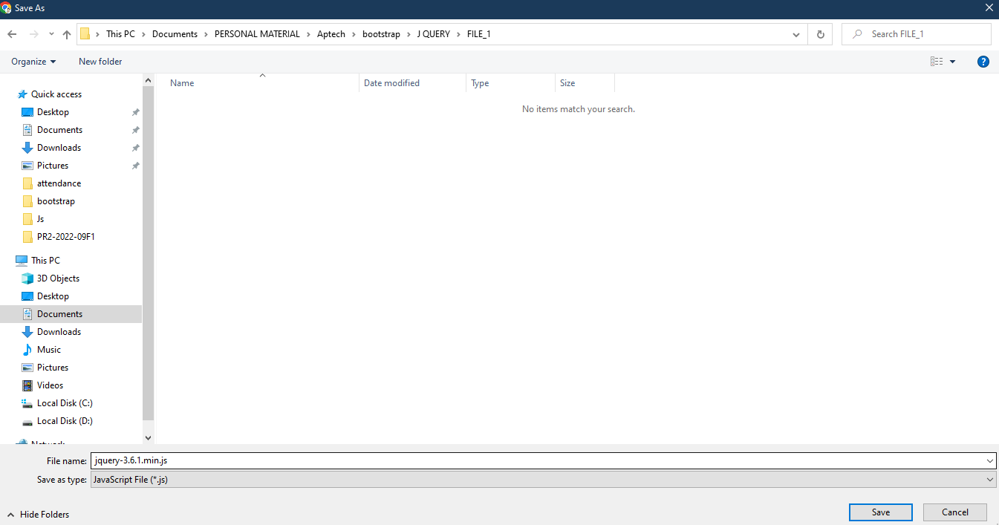 Save As
This PC > Documents > PERSONAL MATERIAL > Aptech > bootstrap > J QUERY > FILE_1
Search FILE_1
Organize
New folder
?
Name
Date modified
Type
Size
No items match your search.
Quick access
Desktop
Documents
Downloads
Pictures
attendance
bootstrap
Js
PR2-2022-09F1
This PC
3D Objects
Desktop
Documents
Downloads
Music
Pictures
Videos
Local Disk (C:)
Local Disk (D:)
Network
File name: jquery-3.6.1.min.js
Save as type: JavaScript File (*.js)
Hide Folders
Save
Cancel